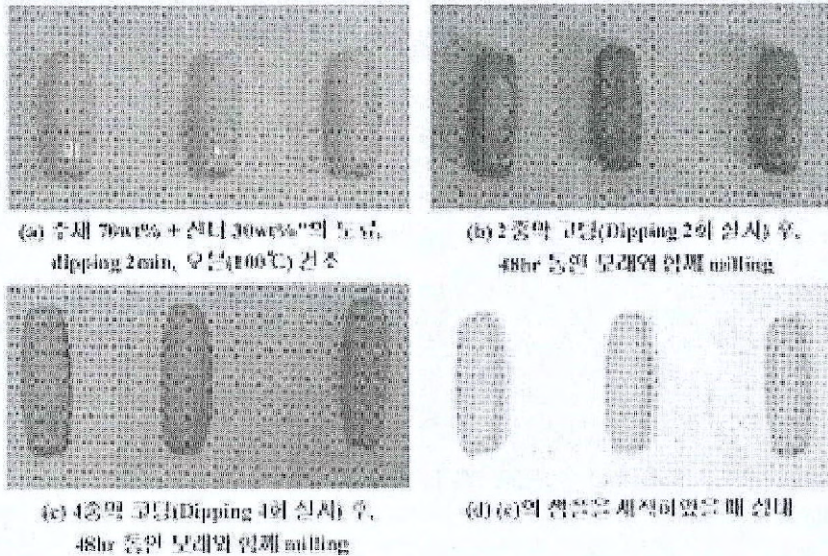 (a) 수제 70wt% + 신너 30wt%"의
dipping 2min, 오븐(100℃) 건조
(b) 2중막 코팅(Dipping 2회 실시) 후,
48hr 동안 모래와 함께 milling
(c) 4중막 코팅(Dipping 4회 실시) 후,
48hr 동안 모래와 함께 milling
(d) (c)의 샘플을 세척하였을 때 상태